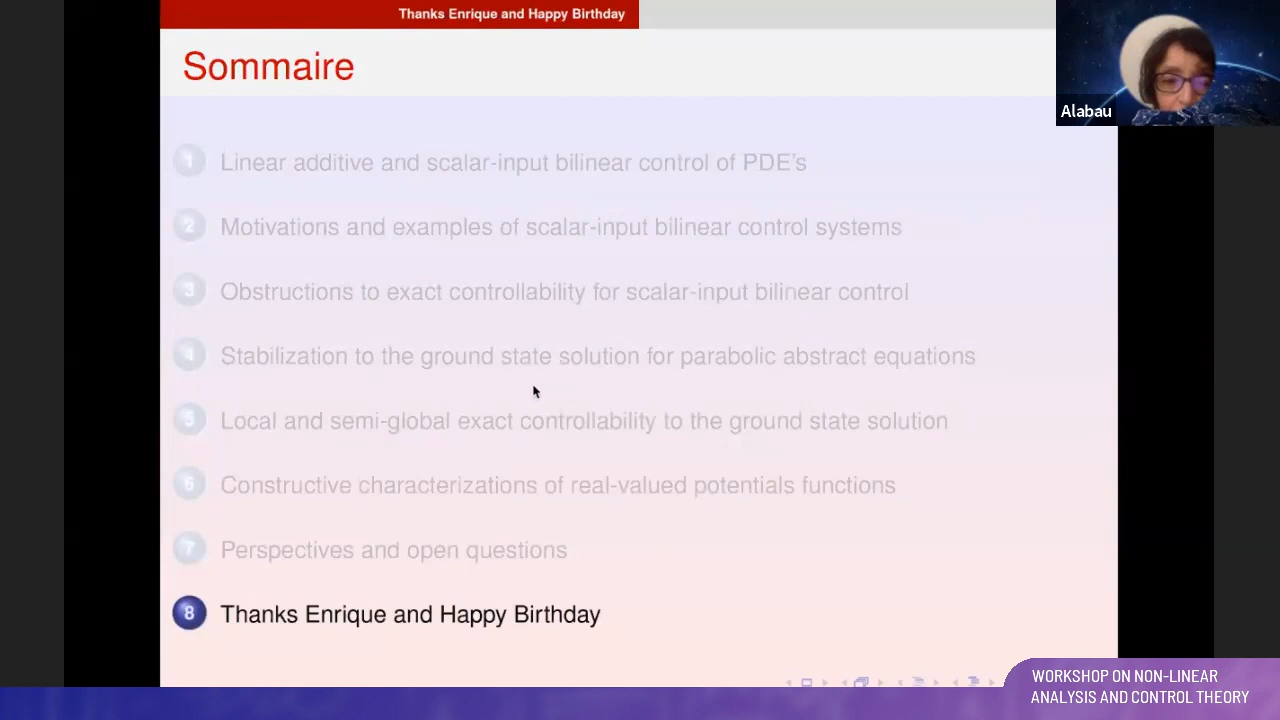 Thanks Enrique and Happy Birthday
Sommaire
Alabau
1 Linear additive and scalar-input bilinear control of PDE's
2 Motivations and examples of scalar-input bilinear control systems
3 Obstructions to exact controllability for scalar-input bilinear control
4 Stabilization to the ground state solution for parabolic abstract equations
5 Local and semi-global exact controllability to the ground state solution
6 Constructive characterizations of real-valued potentials functions
7 Perspectives and open questions
8 Thanks Enrique and Happy Birthday
WORKSHOP ON NON-LINEAR
ANALYSIS AND CONTROL THEORY